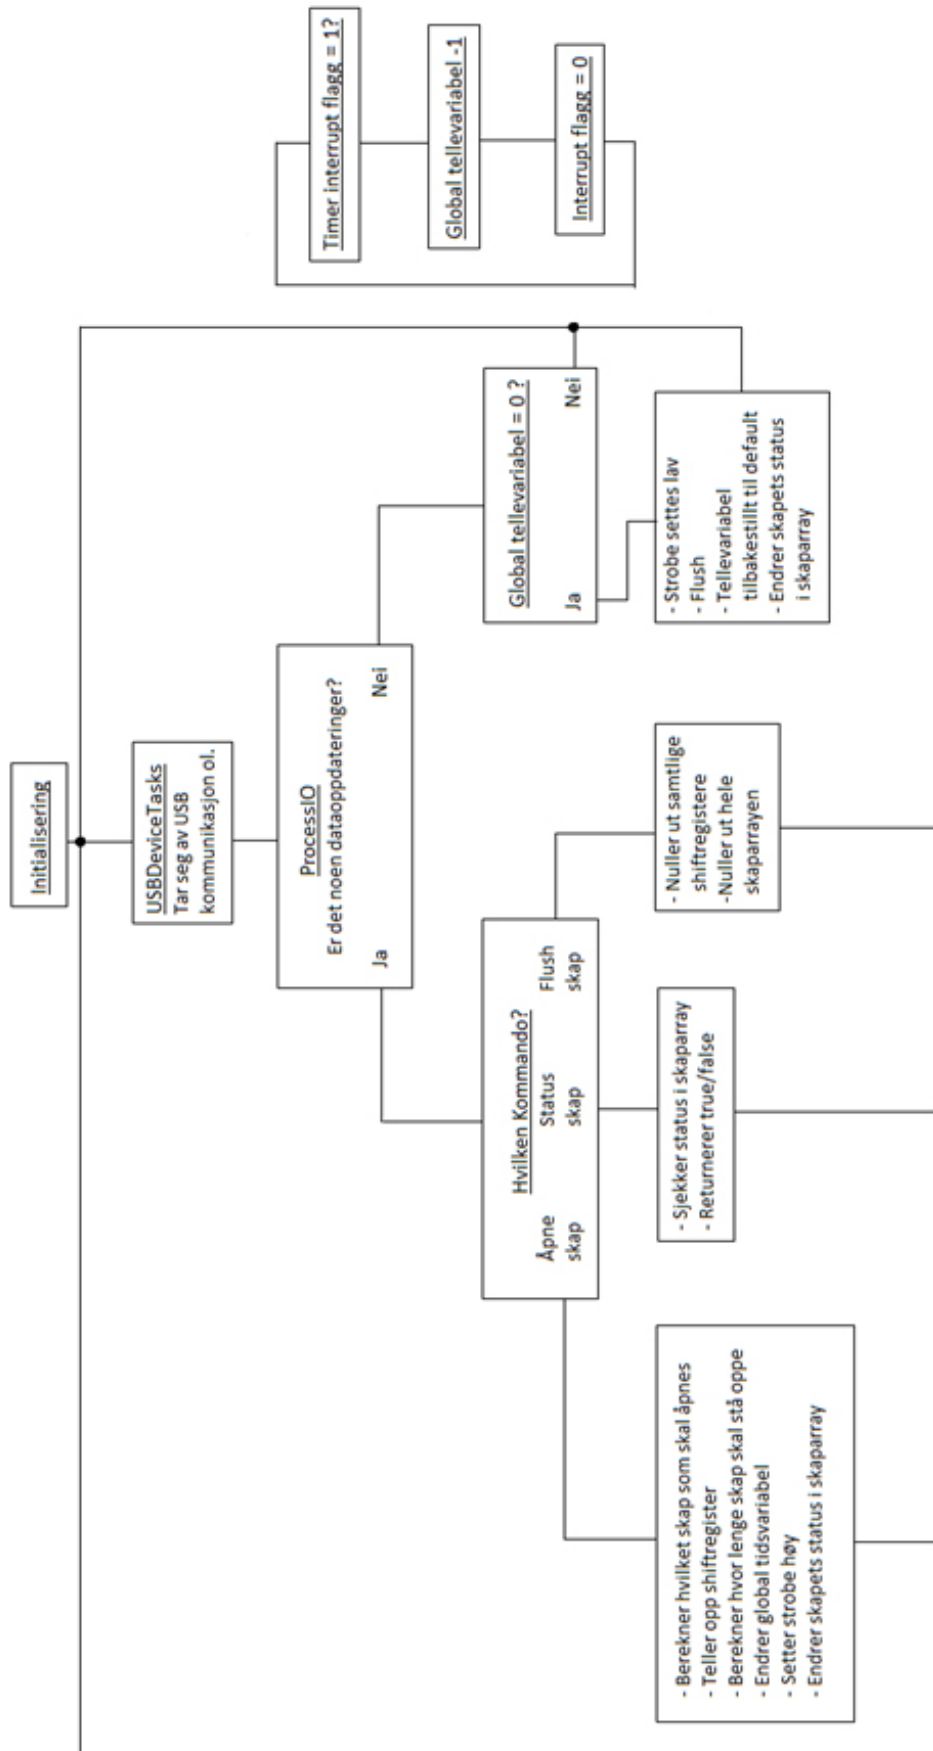 Initialisering
USBDeviceTasks
Tar seg av USB
kommunikasjon ol.
ProcessIO
Er det noen dataoppdateringer?
Ja
Nei
Hvilken Kommando?
Åpne
skap
Status
skap
Flush
skap
- Berekner hvilket skap som skal åpnes
- Teller opp shiftregister
- Berekner hvor lenge skap skal stå oppe
- Endrer global tidsvariabel
- Setter strobe høy
- Endrer skapets status i skaparray
- Sjekker status i skaparray
- Returnerer true/false
- Nuller ut samtlige
shiftregistere
-Nuller ut hele
skaparrayen
Global tellevariabel = 0 ?
Ja
Nei
- Strobe settes lav
- Flush
- Tellevariabel
tilbakestillt til default
- Endrer skapets status
i skaparray
Timer interrupt flagg = 1?
Global tellevariabel -1
Interrupt flagg = 0